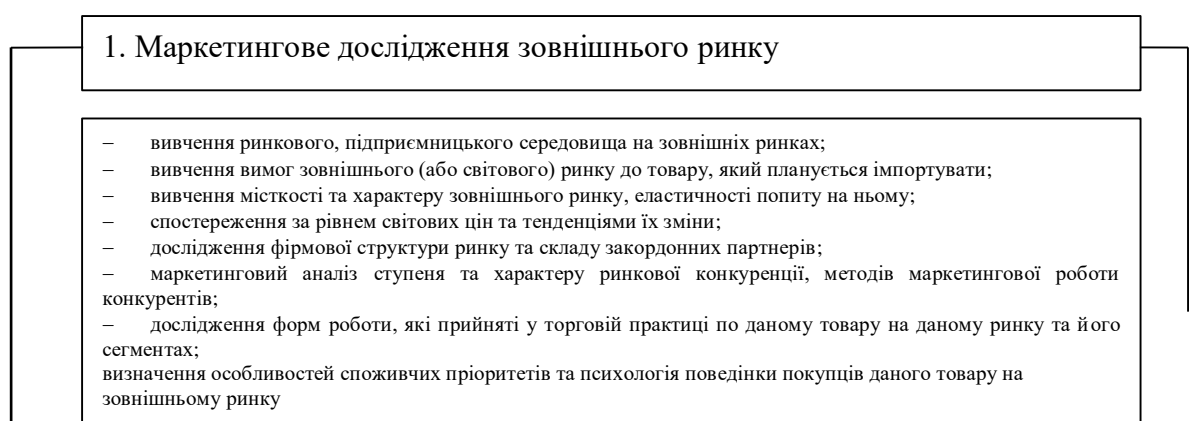 1. Маркетингове дослідження зовнішнього ринку
– вивчення ринкового, підприємницького середовища на зовнішніх ринках;
– вивчення вимог зовнішнього (або світового) ринку до товару, який планується імпортувати;
– вивчення місткості та характеру зовнішнього ринку, еластичності попиту на ньому;
– спостереження за рівнем світових цін та тенденціями їх зміни;
– дослідження фірмової структури ринку та складу закордонних партнерів;
– маркетинговий аналіз ступеня та характеру ринкової конкуренції, методів маркетингової роботи
конкурентів;
– дослідження форм роботи, які прийняті у торговій практиці по даному товару на даному ринку та його
сегментах;
визначення особливостей споживчих пріоритетів та психологія поведінки покупців даного товару на
зовнішньому ринку